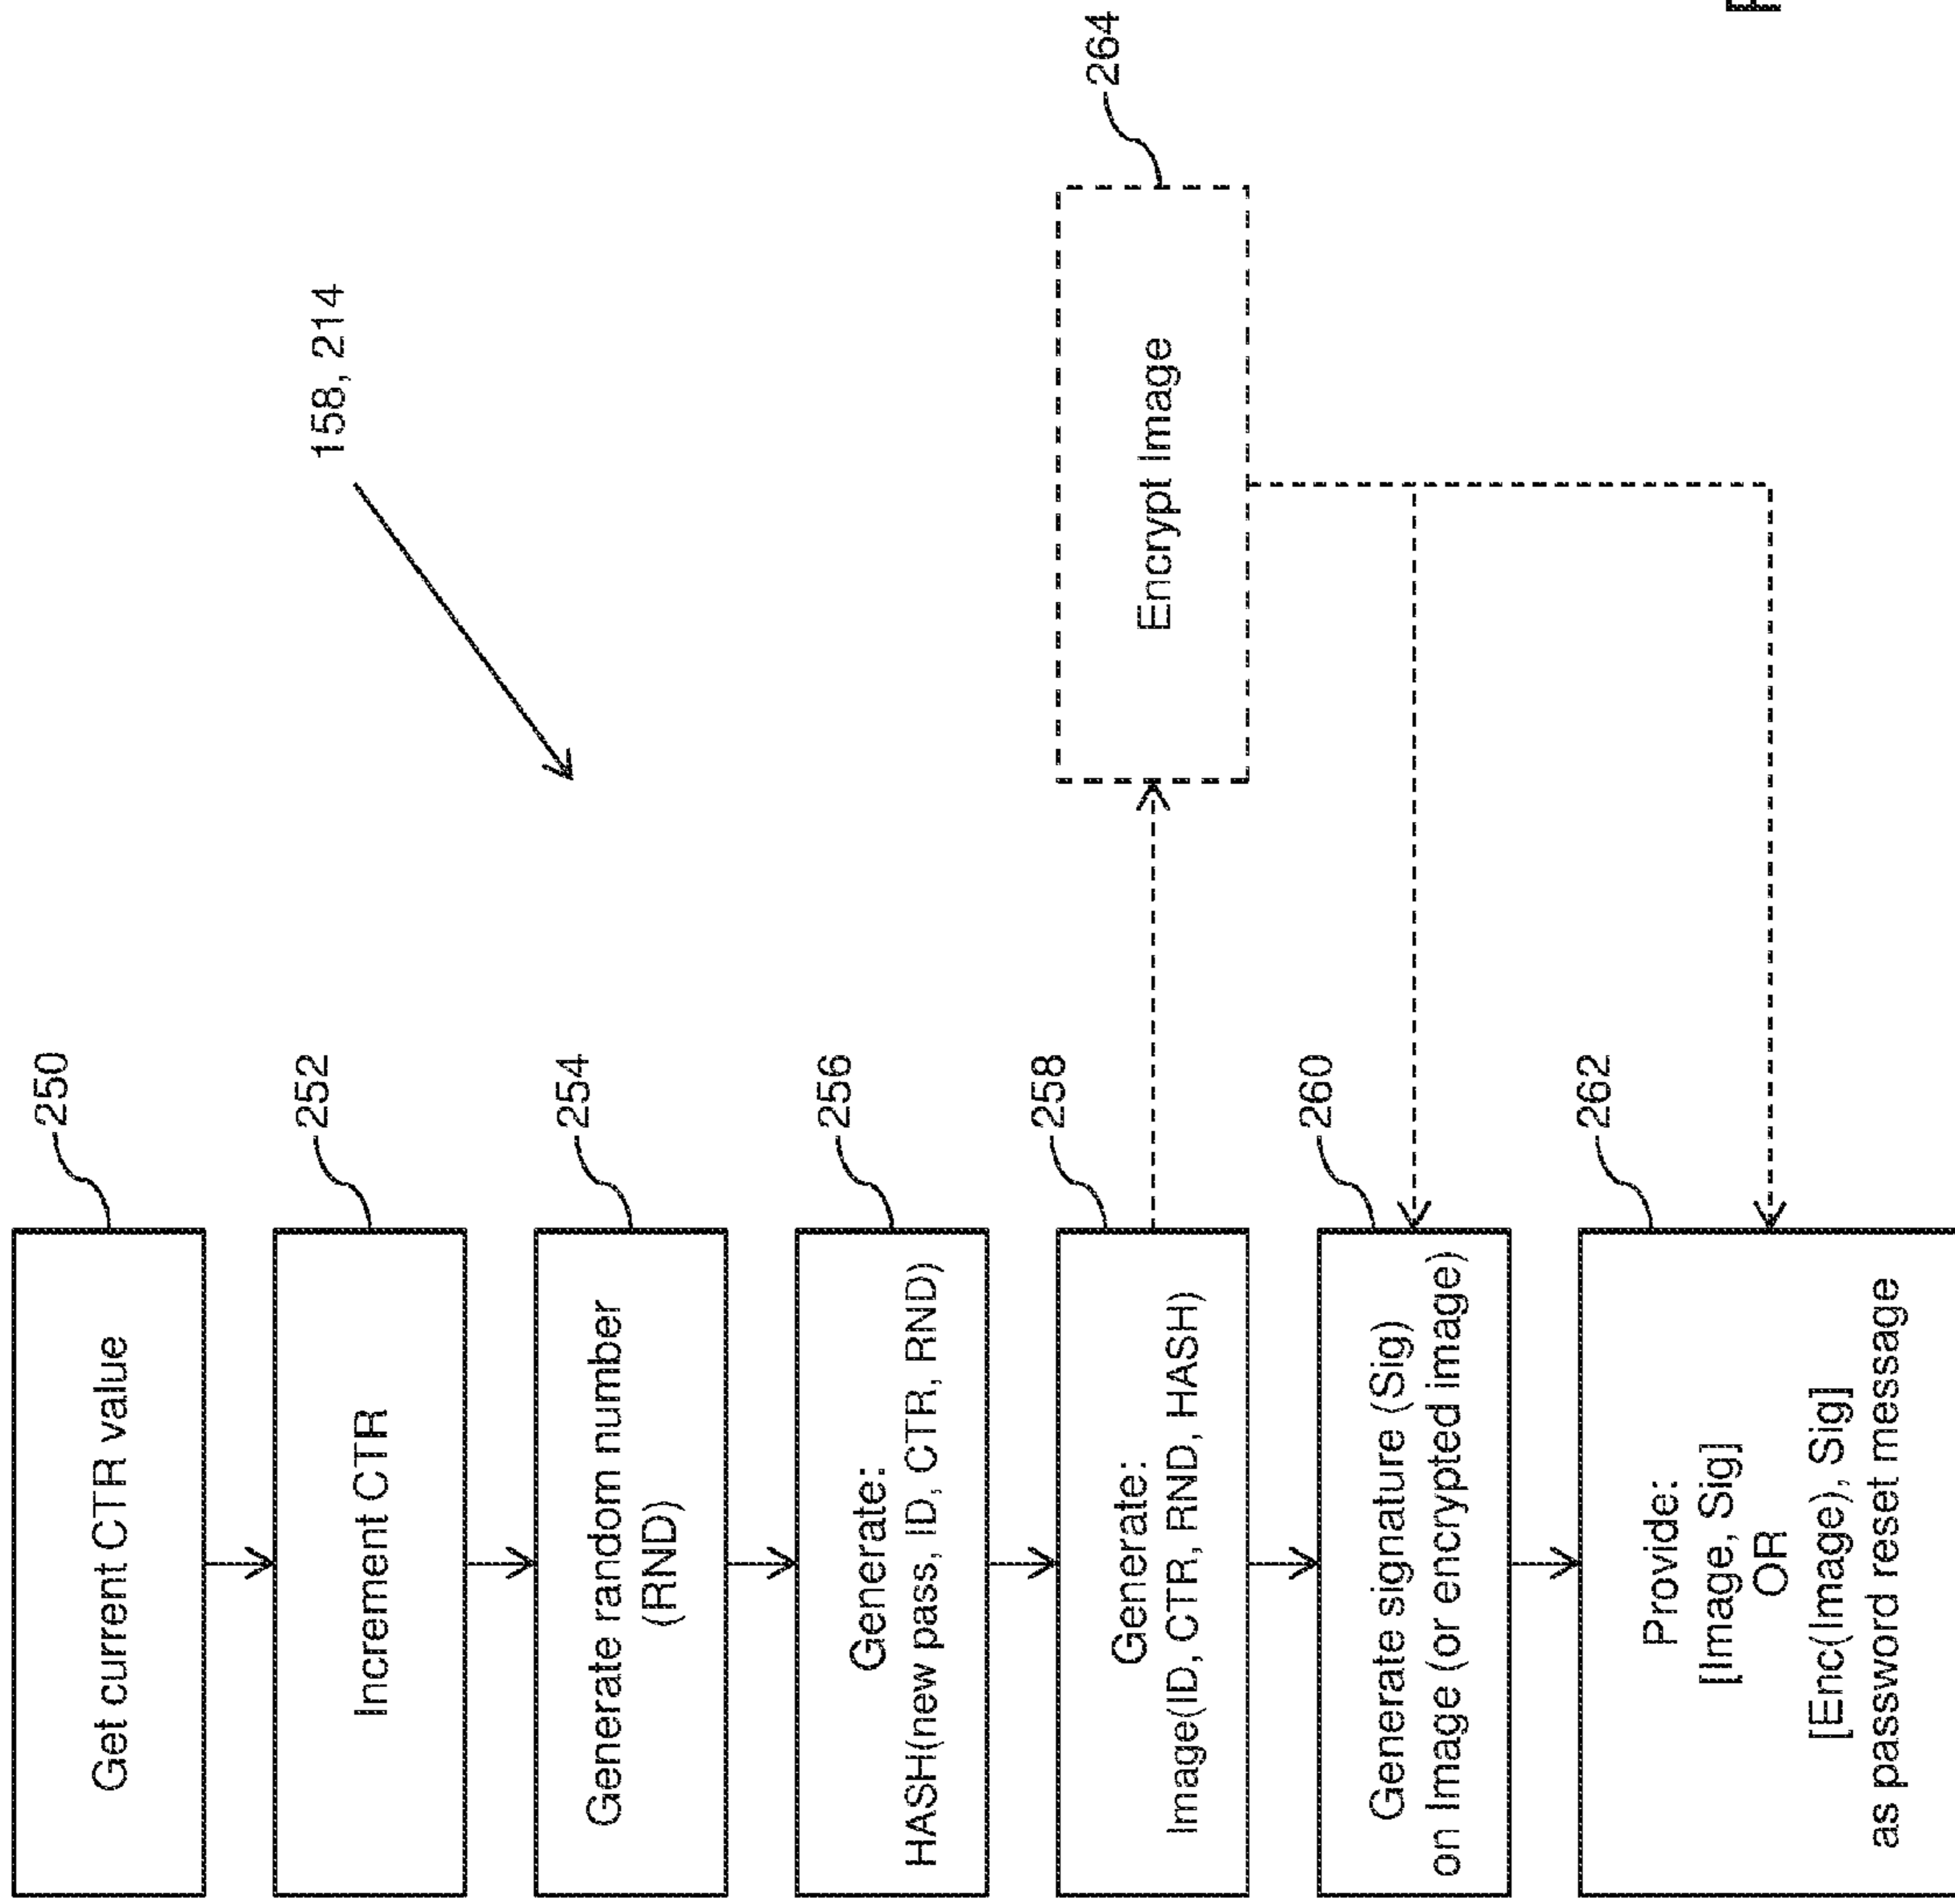 158, 214
250
Get current CTR value
252
Increment CTR
254
Generate random number
(RND)
256
Generate:
HASH(new pass, ID, CTR, RND)
258
Generate:
Image(ID, CTR, RND, HASH)
264
Encrypt Image
260
Generate signature (Sig)
on Image (or encrypted image)
262
Provide:
[Image, Sig]
OR
[Enc(Image), Sig]
as password reset message